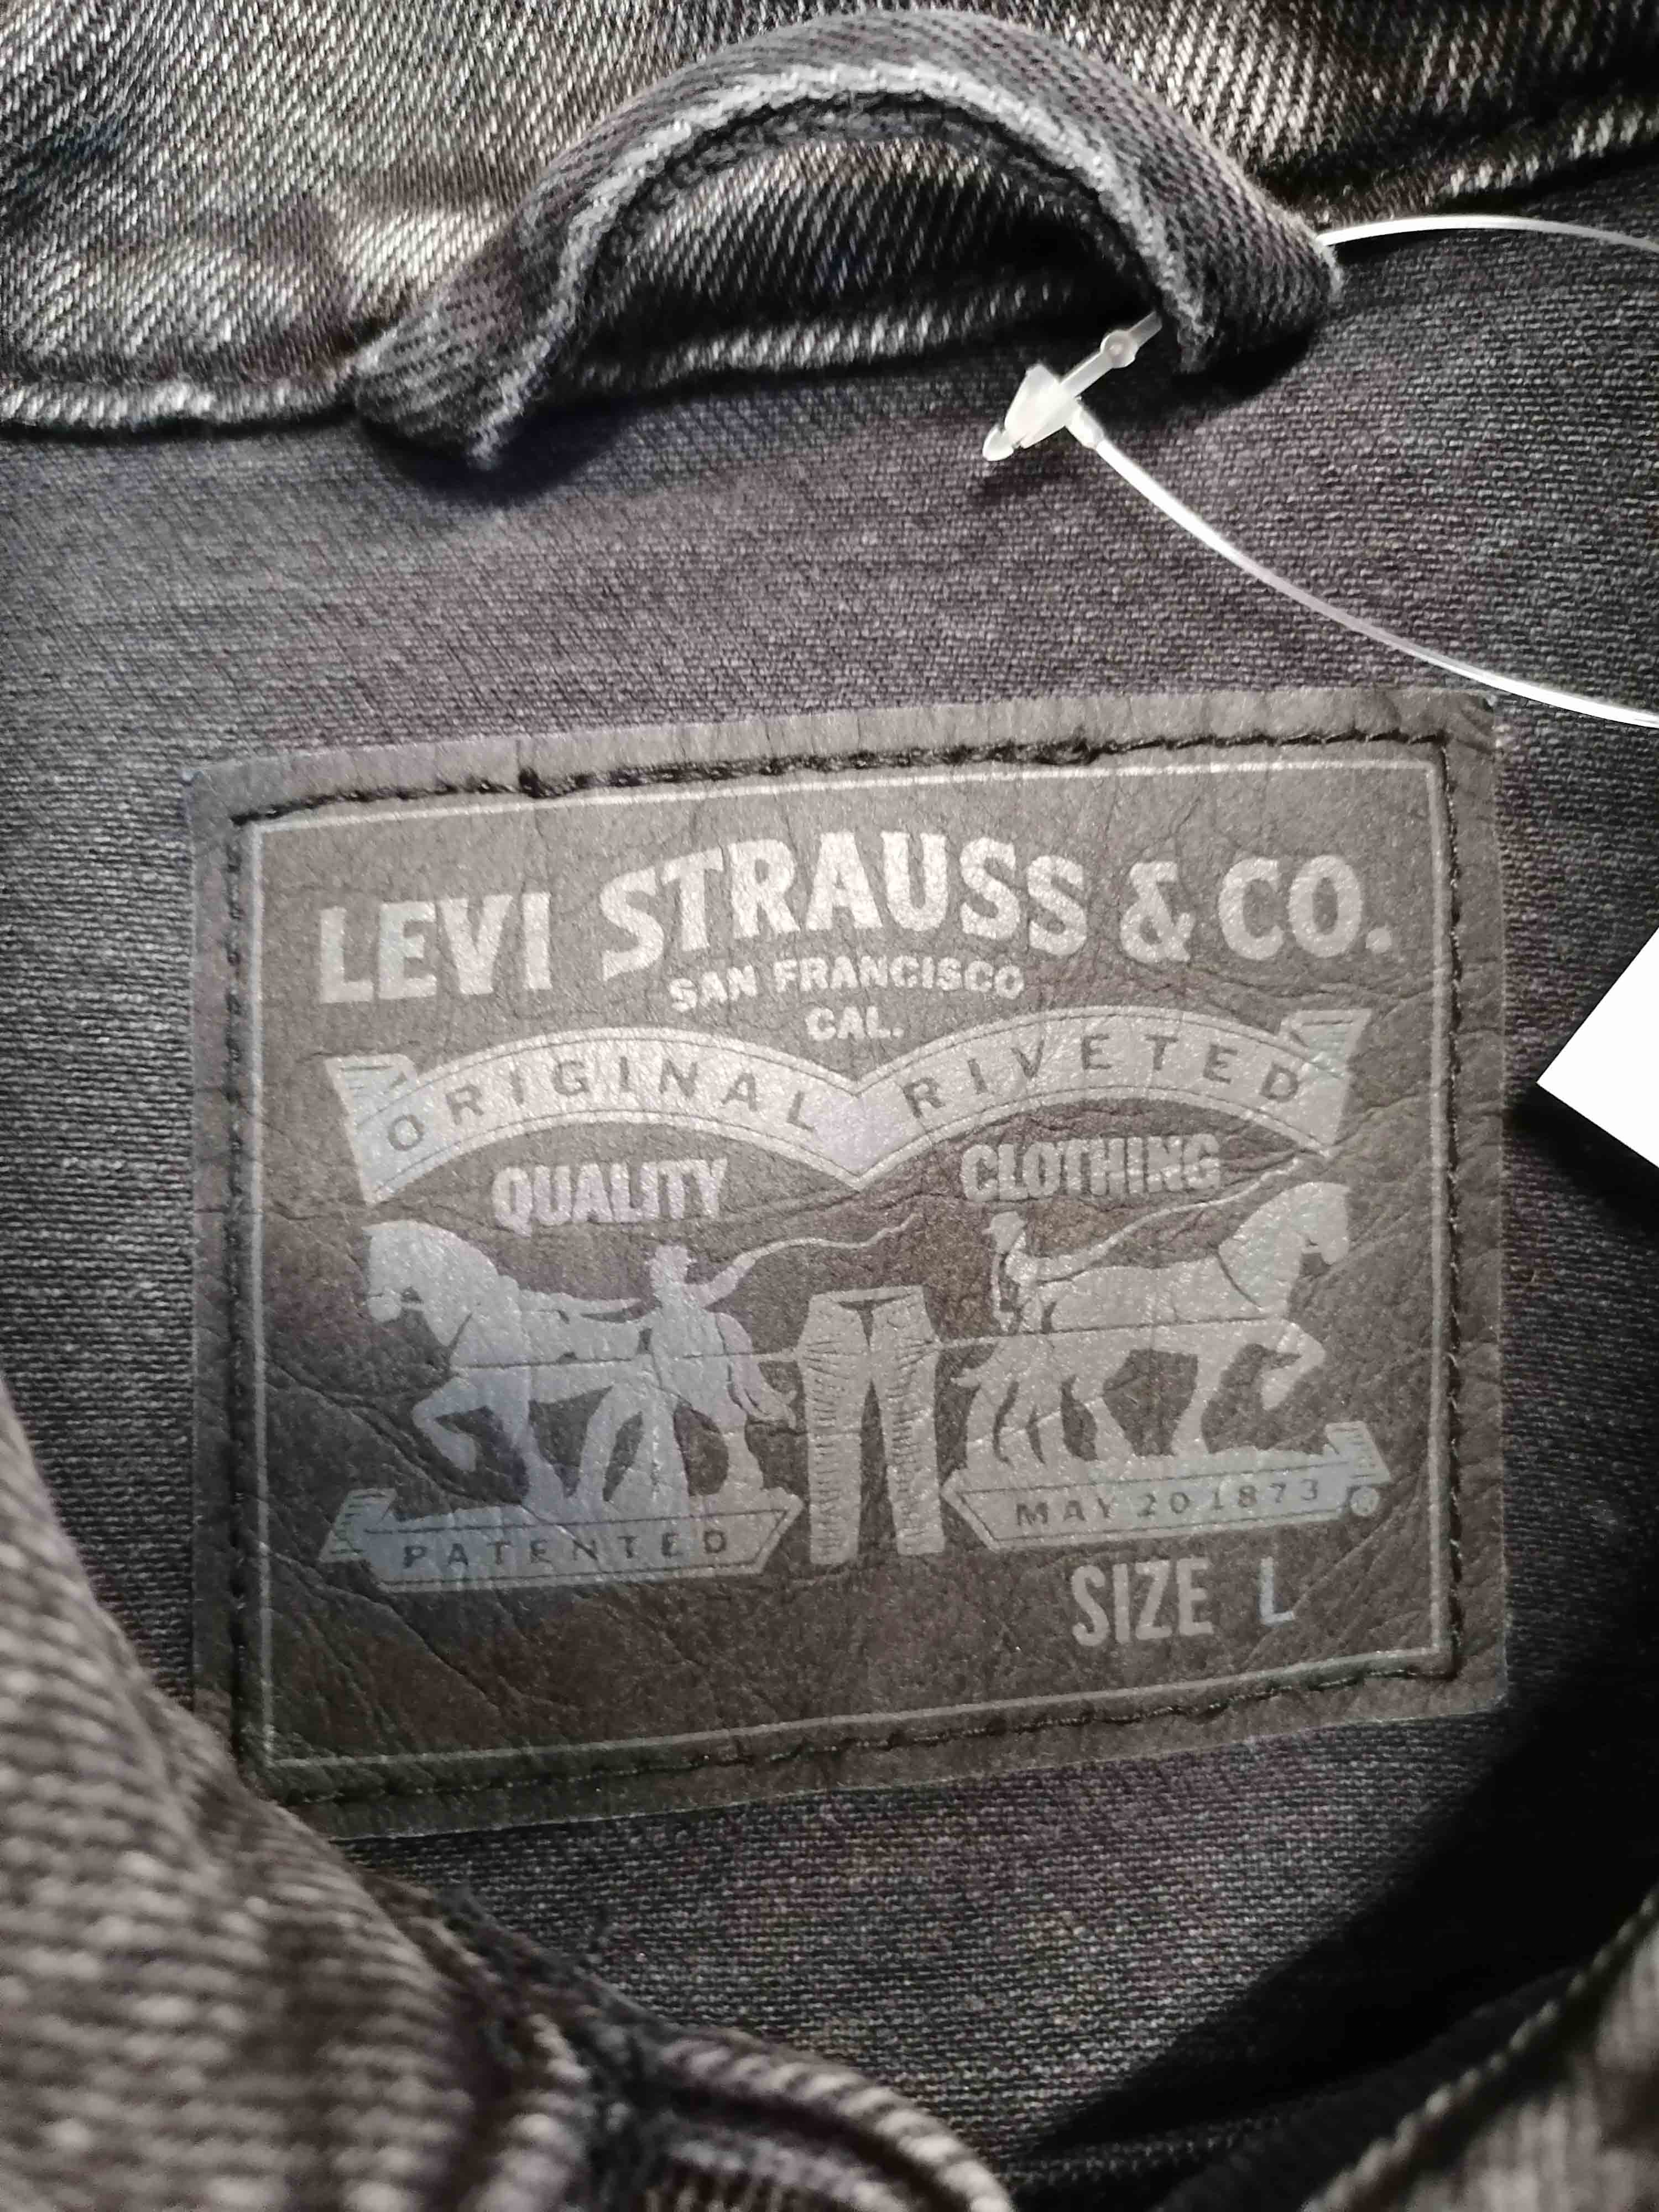 LEVI STRAUSS & CO.
SAN FRANCISCO
CAL.
ORIGINAL RIVETED
QUALITY CLOTHING
PATENTED MAY 20 1873
SIZE L